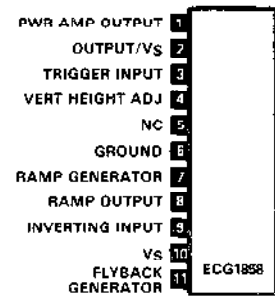 PWR AMP OUTPUT 1
OUTPUT/VS 2
TRIGGER INPUT 3
VERT HEIGHT ADJ 4
NC 5
GROUND 6
RAMP GENERATOR 7
RAMP OUTPUT 8
INVERTING INPUT 9
VS 10
FLYBACK
GENERATOR 11
ECG1858